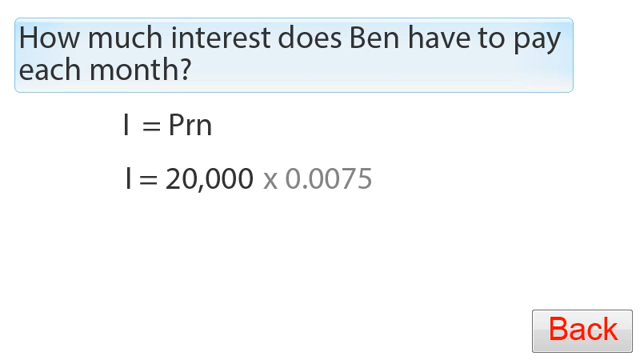 How much interest does Ben have to pay
each month?
I = Prn
I = 20,000 x 0.0075
Back